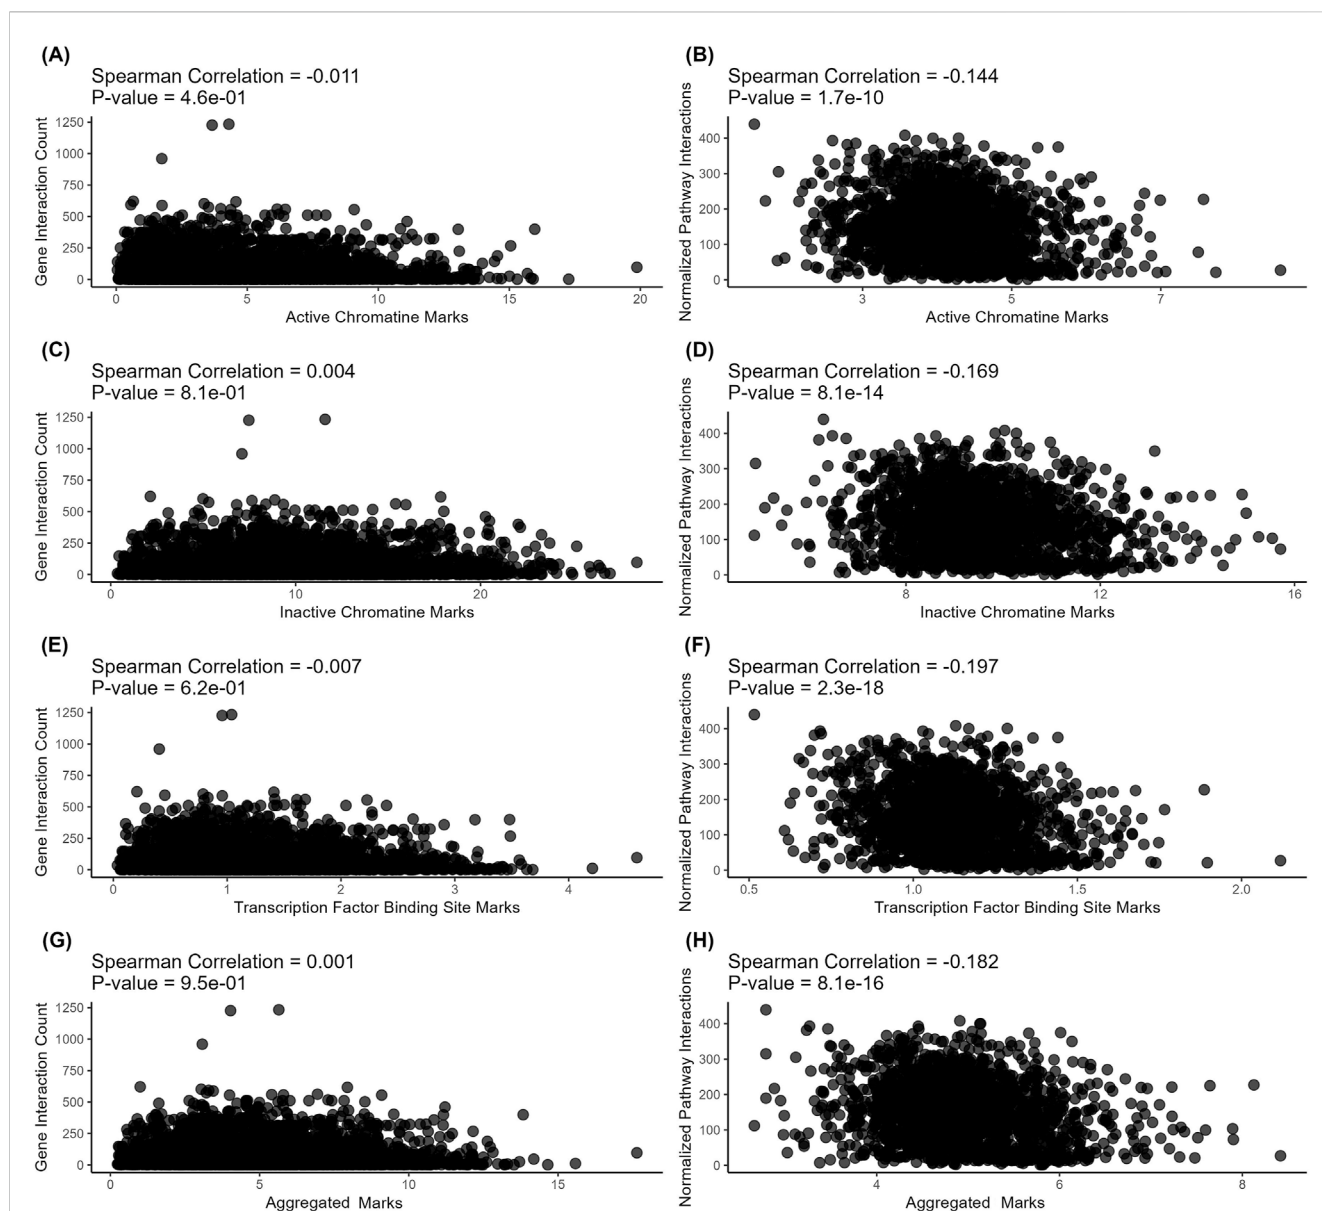 (A)
Spearman Correlation = -0.011
P-value = 4.6e-01
Gene Interaction Count
1250
1000
750
500
250
0
0 5 10 15 20
Active Chromatine Marks
(B)
Spearman Correlation = -0.144
P-value = 1.7e-10
Normalized Pathway Interactions
400
300
200
100
0
3 5 7
Active Chromatine Marks
(C)
Spearman Correlation = 0.004
P-value = 8.1e-01
Gene Interaction Count
1250
1000
750
500
250
0
0 10 20
Inactive Chromatine Marks
(D)
Spearman Correlation = -0.169
P-value = 8.1e-14
Normalized Pathway Interactions
400
300
200
100
0
8 12 16
Inactive Chromatine Marks
(E)
Spearman Correlation = -0.007
P-value = 6.2e-01
Gene Interaction Count
1250
1000
750
500
250
0
0 1 2 3 4
Transcription Factor Binding Site Marks
(F)
Spearman Correlation = -0.197
P-value = 2.3e-18
Normalized Pathway Interactions
400
300
200
100
0
0.5 1.0 1.5 2.0
Transcription Factor Binding Site Marks
(G)
Spearman Correlation = 0.001
P-value = 9.5e-01
Gene Interaction Count
1250
1000
750
500
250
0
0 5 10 15
Aggregated Marks
(H)
Spearman Correlation = -0.182
P-value = 8.1e-16
Normalized Pathway Interactions
400
300
200
100
0
4 6 8
Aggregated Marks